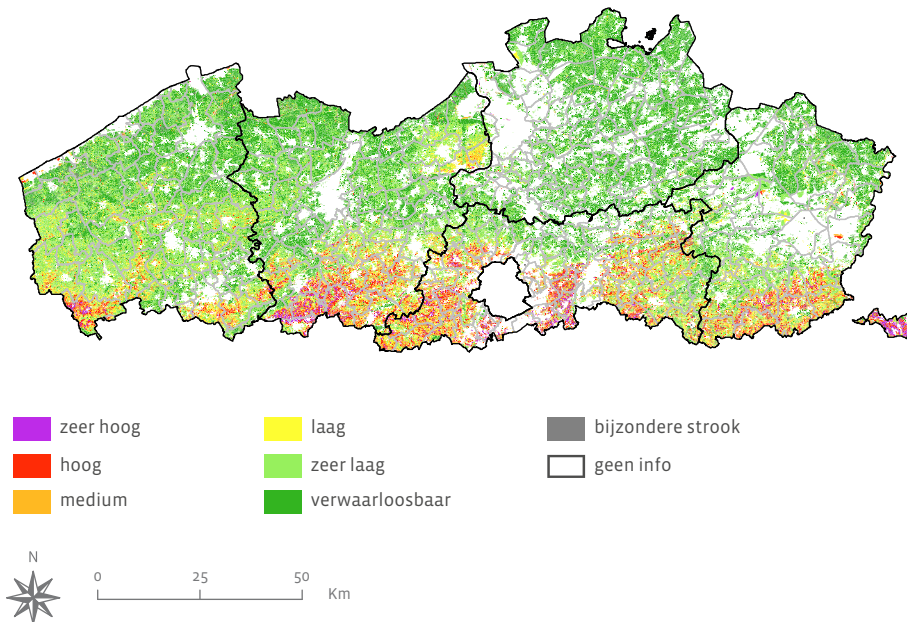 zeer hoog
hoog
medium
laag
zeer laag
verwaarloosbaar
bijzondere strook
geen info
N
0 25 50
Km